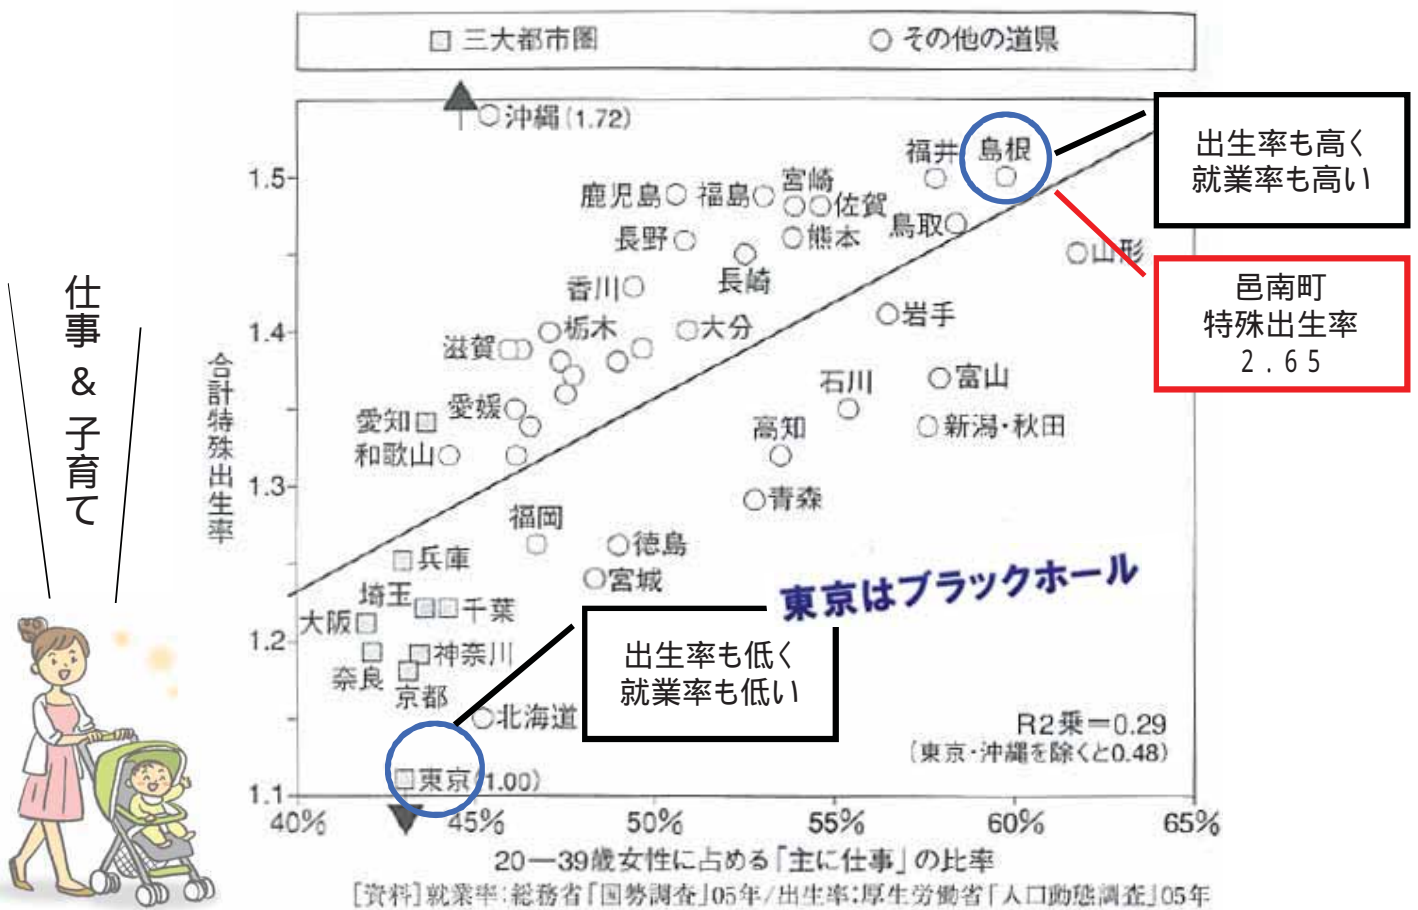 三大都市圏
その他の道県
沖縄(1.72)
福井
島根
宮崎
鹿児島
福島
佐賀
鳥取
長野
熊本
山形
長崎
香川
岩手
栃木
大分
滋賀
石川
富山
愛媛
愛知
高知
新潟・秋田
和歌山
青森
福岡
徳島
兵庫
宮城
埼玉
千葉
大阪
神奈川
奈良
京都
北海道
東京(1.00)
出生率も高く
就業率も高い
邑南町
特殊出生率
2.65
仕事&子育て
合計特殊出生率
1.5
1.4
1.3
1.2
1.1
東京はブラックホール
出生率も低く
就業率も低い
R2乗=0.29
(東京・沖縄を除くと0.48)
40%
45%
50%
55%
60%
65%
20―39歳女性に占める「主に仕事」の比率
[資料]就業率:総務省「国勢調査」05年/出生率:厚生労働省「人口動態調査」05年